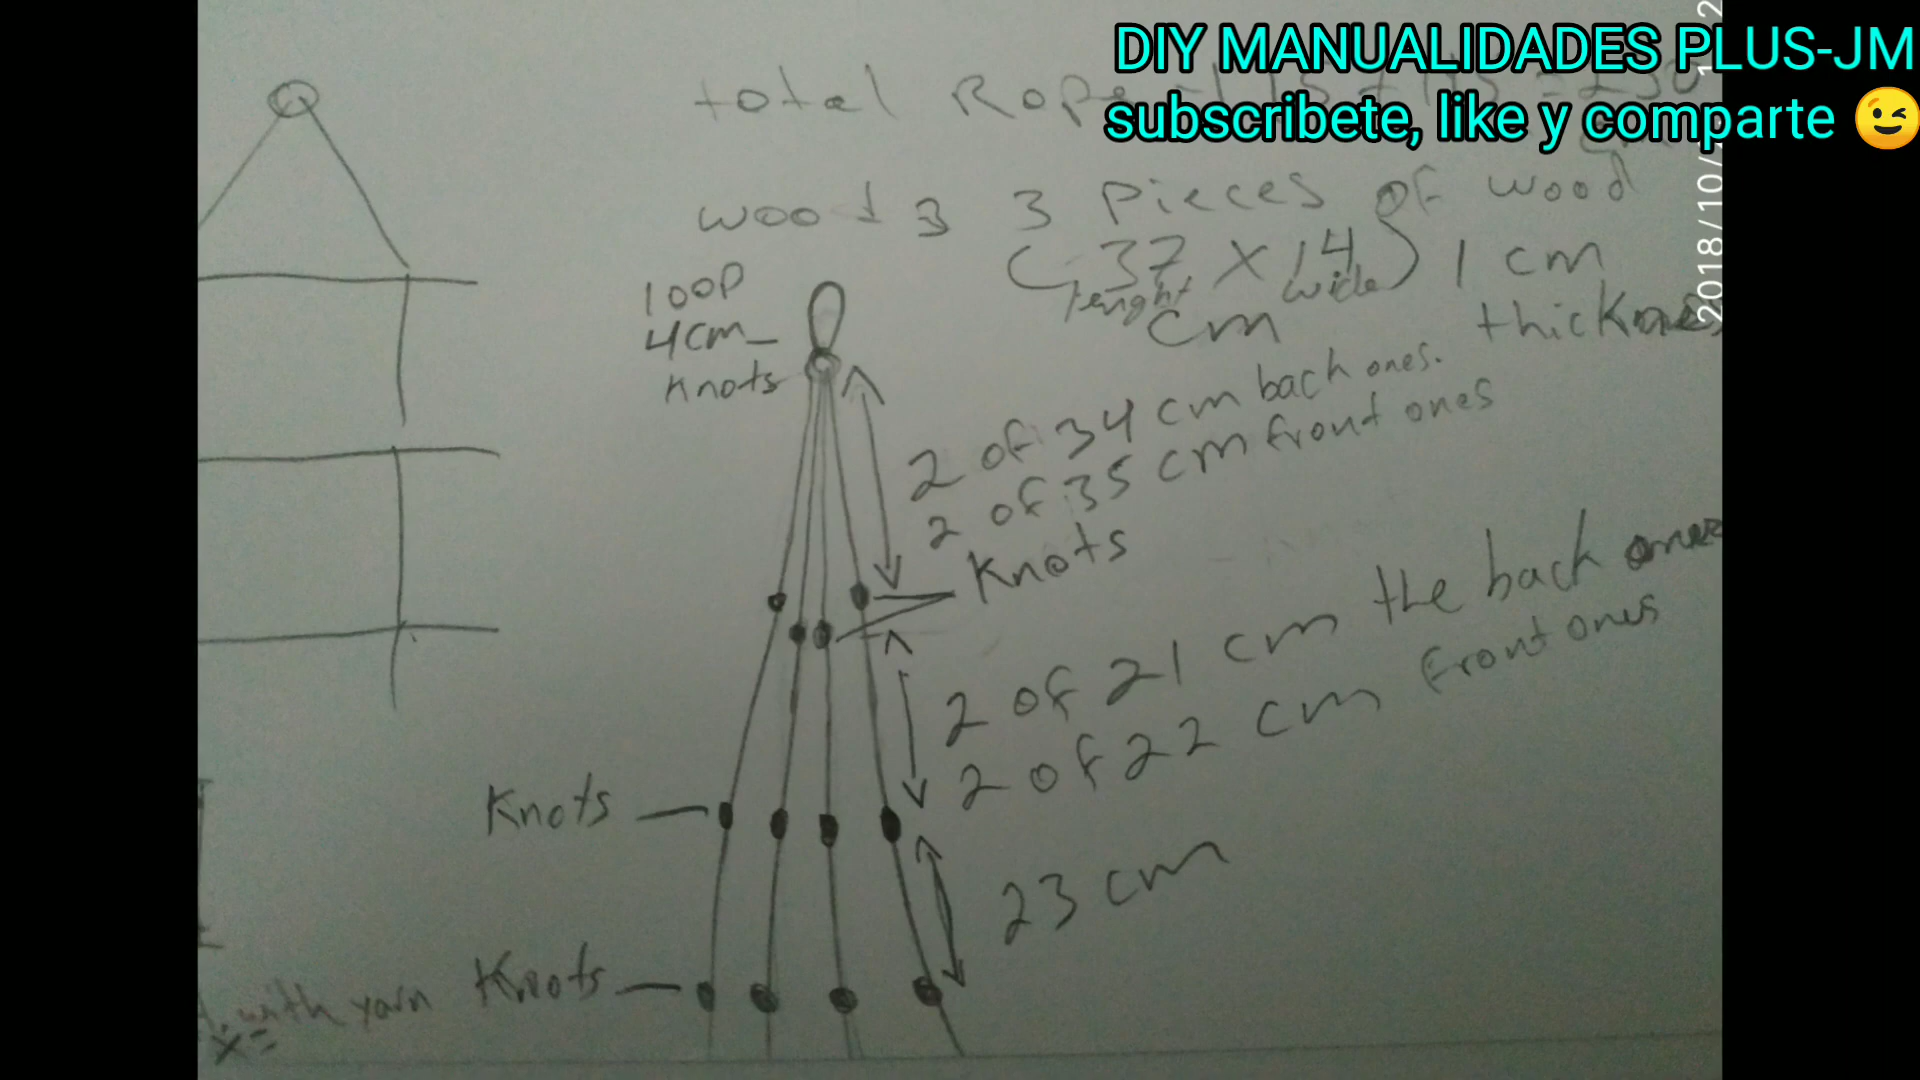 DIY MANUALIDADES PLUS-JM
subscribete, like y comparte 😉
total Rope
wood 3 3 pieces of wood
(37 x 14) 1 cm
lenght wide
cm thicknes
loop
4cm
Knots
2 of 34 cm back ones.
2 of 35 cm front ones
Knots
2 of 21 cm the back ones
2 of 22 cm front ones
Knots
23 cm
with yarn
x=
Knots
2018/10/